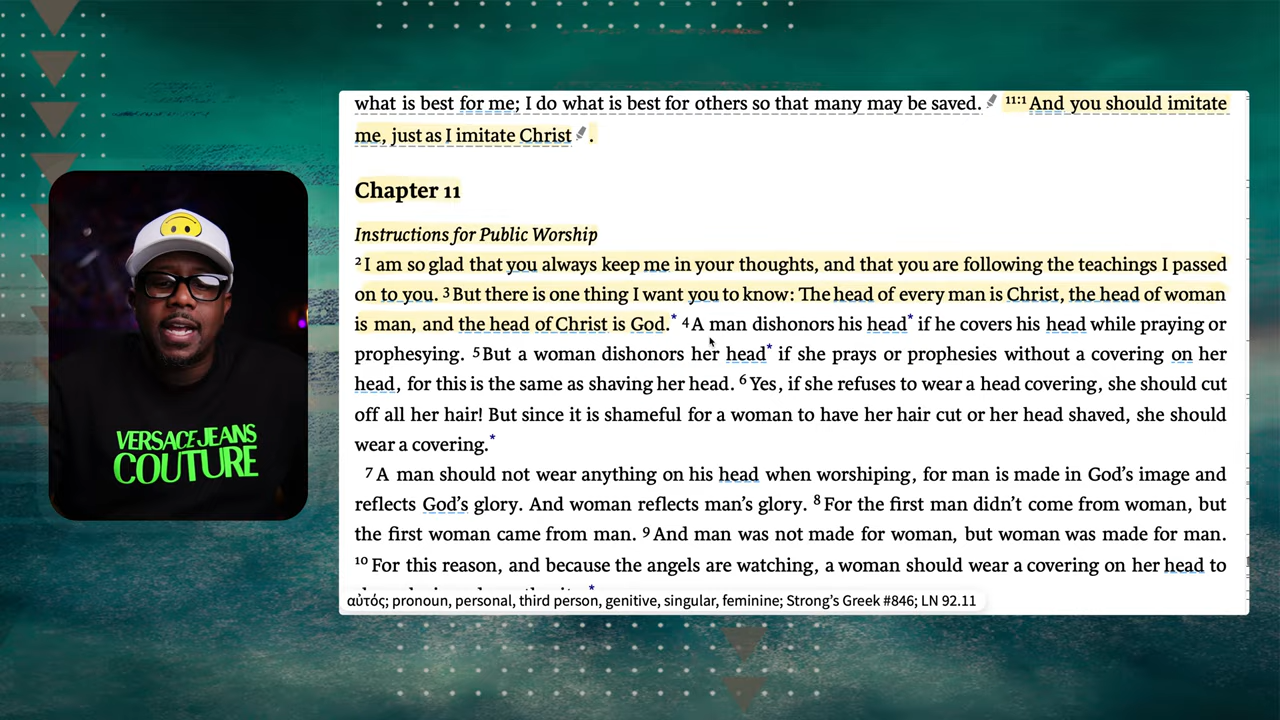 what is best for me; I do what is best for others so that many may be saved. 11:1 And you should imitate
me, just as I imitate Christ.
Chapter 11
Instructions for Public Worship
2 I am so glad that you always keep me in your thoughts, and that you are following the teachings I passed
on to you. 3 But there is one thing I want you to know: The head of every man is Christ, the head of woman
is man, and the head of Christ is God.* 4 A man dishonors his head* if he covers his head while praying or
prophesying. 5 But a woman dishonors her head* if she prays or prophesies without a covering on her
head, for this is the same as shaving her head. 6 Yes, if she refuses to wear a head covering, she should cut
off all her hair! But since it is shameful for a woman to have her hair cut or her head shaved, she should
wear a covering.*
7 A man should not wear anything on his head when worshiping, for man is made in God's image and
reflects God's glory. And woman reflects man's glory. 8 For the first man didn't come from woman, but
the first woman came from man. 9 And man was not made for woman, but woman was made for man.
10 For this reason, and because the angels are watching, a woman should wear a covering on her head to
αὐτός; pronoun, personal, third person, genitive, singular, feminine; Strong's Greek #846; LN 92.11
VERSACE JEANS
COUTURE